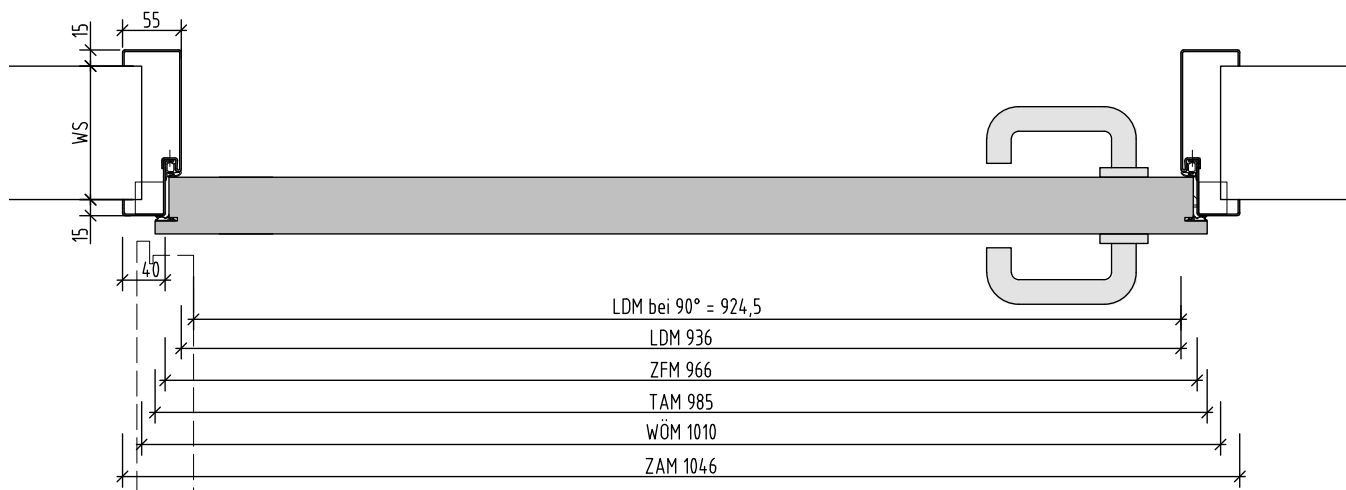 55
15
WS
15
40
LDM bei 90° = 924,5
LDM 936
ZFM 966
TAM 985
WÖM 1010
ZAM 1046